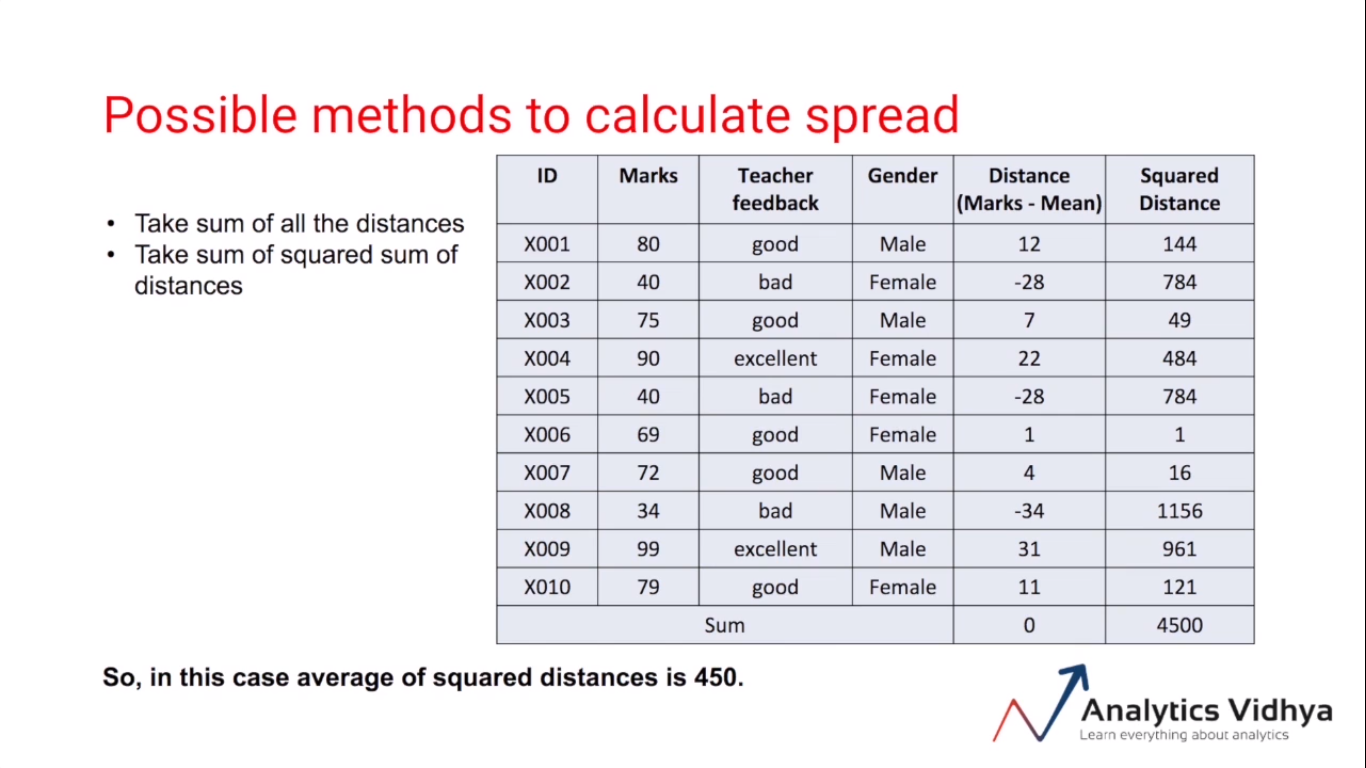 Possible methods to calculate spread
• Take sum of all the distances
• Take sum of squared sum of
distances
ID Marks Teacher feedback Gender Distance (Marks - Mean) Squared Distance
X001 80 good Male 12 144
X002 40 bad Female -28 784
X003 75 good Male 7 49
X004 90 excellent Female 22 484
X005 40 bad Female -28 784
X006 69 good Female 1 1
X007 72 good Male 4 16
X008 34 bad Male -34 1156
X009 99 excellent Male 31 961
X010 79 good Female 11 121
Sum 0 4500
So, in this case average of squared distances is 450.
Analytics Vidhya
Learn everything about analytics